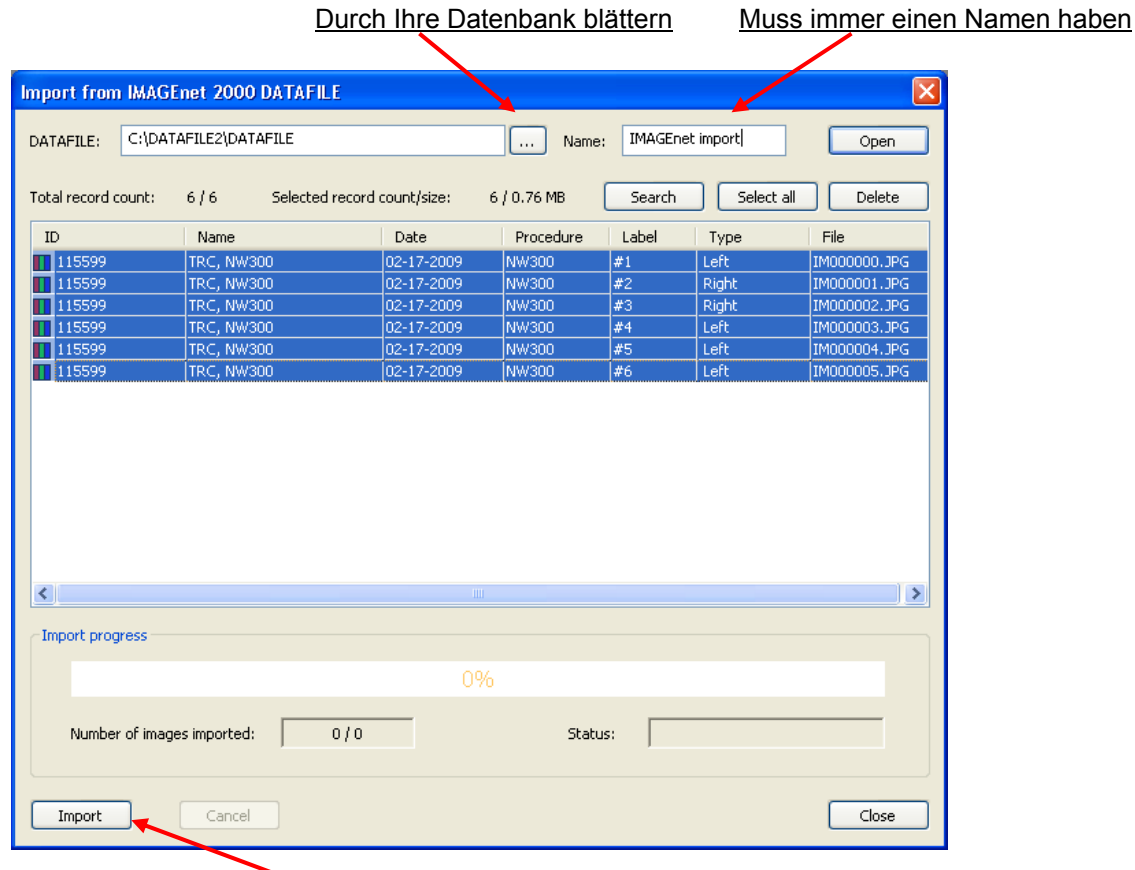 Durch Ihre Datenbank blättern Muss immer einen Namen haben
Import from IMAGEnet 2000 DATAFILE
DATAFILE: C:\DATAFILE2\DATAFILE ... Name: IMAGEnet import Open
Total record count: 6 / 6 Selected record count/size: 6 / 0.76 MB Search Select all Delete
ID Name Date Procedure Label Type File
115599 TRC, NW300 02-17-2009 NW300 #1 Left IM000000.JPG
115599 TRC, NW300 02-17-2009 NW300 #2 Right IM000001.JPG
115599 TRC, NW300 02-17-2009 NW300 #3 Right IM000002.JPG
115599 TRC, NW300 02-17-2009 NW300 #4 Left IM000003.JPG
115599 TRC, NW300 02-17-2009 NW300 #5 Left IM000004.JPG
115599 TRC, NW300 02-17-2009 NW300 #6 Left IM000005.JPG
Import progress
0%
Number of images imported: 0 / 0 Status:
Import Cancel Close